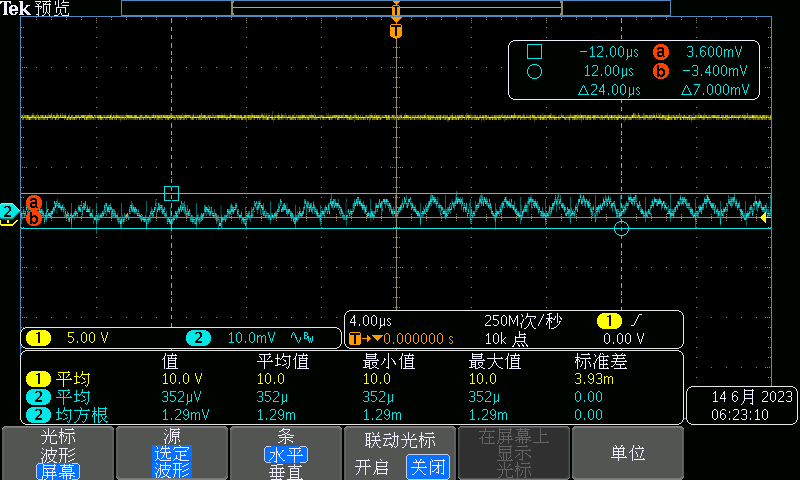 Tek 预览
T
T
-12.00µs a 3.600mV
12.00µs b -3.400mV
△24.00µs △7.000mV
a
2
b
1 5.00 V 2 10.0mV ∿ Bw
4.00µs 250M次/秒 1 ∫
T→▼0.000000 s 10k 点 0.00 V
值 平均值 最小值 最大值 标准差
1 平均 10.0 V 10.0 10.0 10.0 3.93m
2 平均 352µV 352µ 352µ 352µ 0.00
2 均方根 1.29mV 1.29m 1.29m 1.29m 0.00
14 6月 2023
06:23:10
光标
波形
屏幕
源
选定
波形
条
水平
垂直
联动光标
开启 关闭
在屏幕上
显示
光标
单位